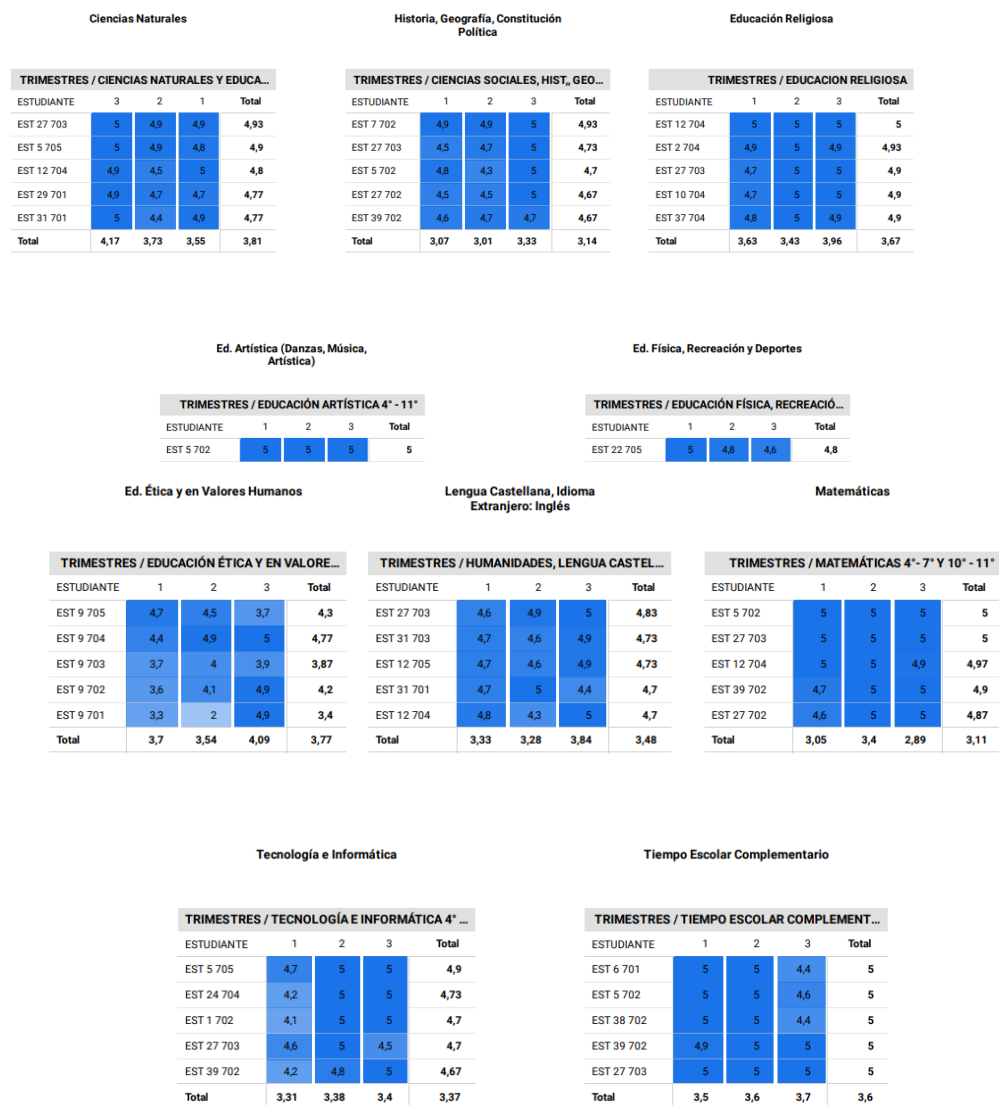 Ciencias Naturales
Historia, Geografía, Constitución
Política
Educación Religiosa
TRIMESTRES / CIENCIAS NATURALES Y EDUCA...
ESTUDIANTE 3 2 1 Total
EST 27 703 5 4,9 4,9 4,93
EST 5 705 5 4,9 4,8 4,9
EST 12 704 4,9 4,5 5 4,8
EST 29 701 4,9 4,7 4,7 4,77
EST 31 701 5 4,4 4,9 4,77
Total 4,17 3,73 3,55 3,81
TRIMESTRES / CIENCIAS SOCIALES, HIST,, GEO...
ESTUDIANTE 1 2 3 Total
EST 7 702 4,9 4,9 5 4,93
EST 27 703 4,5 4,7 5 4,73
EST 5 702 4,8 4,3 5 4,7
EST 27 702 4,5 4,5 5 4,67
EST 39 702 4,6 4,7 4,7 4,67
Total 3,07 3,01 3,33 3,14
TRIMESTRES / EDUCACION RELIGIOSA
ESTUDIANTE 1 2 3 Total
EST 12 704 5 5 5 5
EST 2 704 4,9 5 4,9 4,93
EST 27 703 4,7 5 5 4,9
EST 10 704 4,7 5 5 4,9
EST 37 704 4,8 5 4,9 4,9
Total 3,63 3,43 3,96 3,67
Ed. Artística (Danzas, Música,
Artística)
Ed. Física, Recreación y Deportes
TRIMESTRES / EDUCACIÓN ARTÍSTICA 4° - 11°
ESTUDIANTE 1 2 3 Total
EST 5 702 5 5 5 5
TRIMESTRES / EDUCACIÓN FÍSICA, RECREACIÓ...
ESTUDIANTE 1 2 3 Total
EST 22 705 5 4,8 4,6 4,8
Ed. Ética y en Valores Humanos
Lengua Castellana, Idioma
Extranjero: Inglés
Matemáticas
TRIMESTRES / EDUCACIÓN ÉTICA Y EN VALORE...
ESTUDIANTE 1 2 3 Total
EST 9 705 4,7 4,5 3,7 4,3
EST 9 704 4,4 4,9 5 4,77
EST 9 703 3,7 4 3,9 3,87
EST 9 702 3,6 4,1 4,9 4,2
EST 9 701 3,3 2 4,9 3,4
Total 3,7 3,54 4,09 3,77
TRIMESTRES / HUMANIDADES, LENGUA CASTEL...
ESTUDIANTE 1 2 3 Total
EST 27 703 4,6 4,9 5 4,83
EST 31 703 4,7 4,6 4,9 4,73
EST 12 705 4,7 4,6 4,9 4,73
EST 31 701 4,7 5 4,4 4,7
EST 12 704 4,8 4,3 5 4,7
Total 3,33 3,28 3,84 3,48
TRIMESTRES / MATEMÁTICAS 4°- 7° Y 10° - 11°
ESTUDIANTE 1 2 3 Total
EST 5 702 5 5 5 5
EST 27 703 5 5 5 5
EST 12 704 5 5 4,9 4,97
EST 39 702 4,7 5 5 4,9
EST 27 702 4,6 5 5 4,87
Total 3,05 3,4 2,89 3,11
Tecnología e Informática
Tiempo Escolar Complementario
TRIMESTRES / TECNOLOGÍA E INFORMÁTICA 4° ...
ESTUDIANTE 1 2 3 Total
EST 5 705 4,7 5 5 4,9
EST 24 704 4,2 5 5 4,73
EST 1 702 4,1 5 5 4,7
EST 27 703 4,6 5 4,5 4,7
EST 39 702 4,2 4,8 5 4,67
Total 3,31 3,38 3,4 3,37
TRIMESTRES / TIEMPO ESCOLAR COMPLEMENT...
ESTUDIANTE 1 2 3 Total
EST 6 701 5 5 4,4 5
EST 5 702 5 5 4,6 5
EST 38 702 5 5 4,4 5
EST 39 702 4,9 5 5 5
EST 27 703 5 5 5 5
Total 3,5 3,6 3,7 3,6